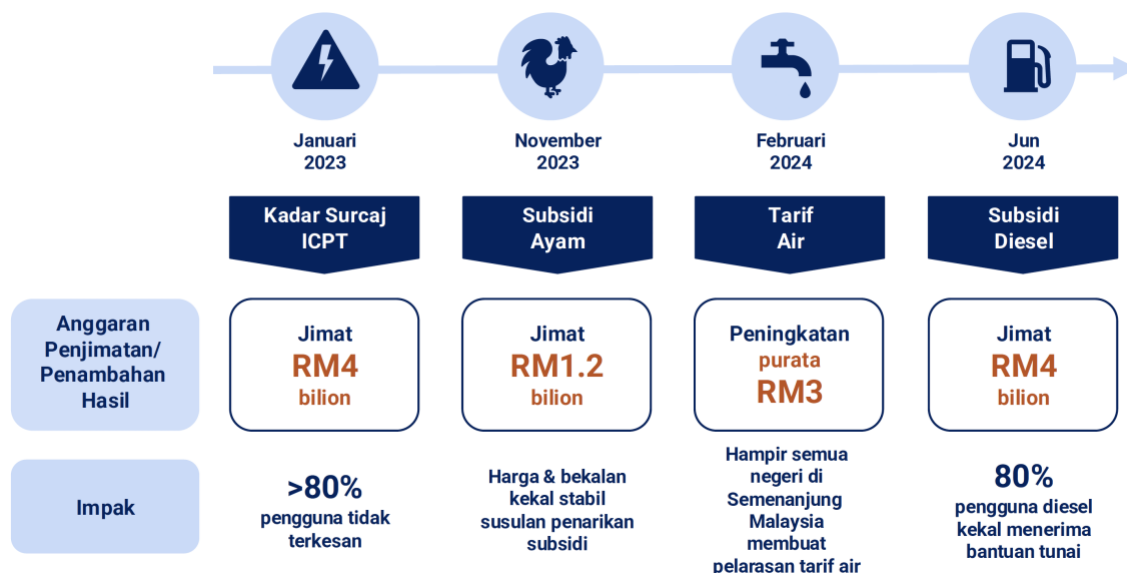 Januari
2023
November
2023
Februari
2024
Jun
2024
Kadar Surcaj
ICPT
Subsidi
Ayam
Tarif
Air
Subsidi
Diesel
Anggaran
Penjimatan/
Penambahan
Hasil
Jimat
RM4
bilion
Jimat
RM1.2
bilion
Peningkatan
purata
RM3
Jimat
RM4
bilion
Impak
>80%
pengguna tidak
terkesan
Harga & bekalan
kekal stabil
susulan penarikan
subsidi
Hampir semua
negeri di
Semenanjung
Malaysia
membuat
pelarasan tarif air
80%
pengguna diesel
kekal menerima
bantuan tunai